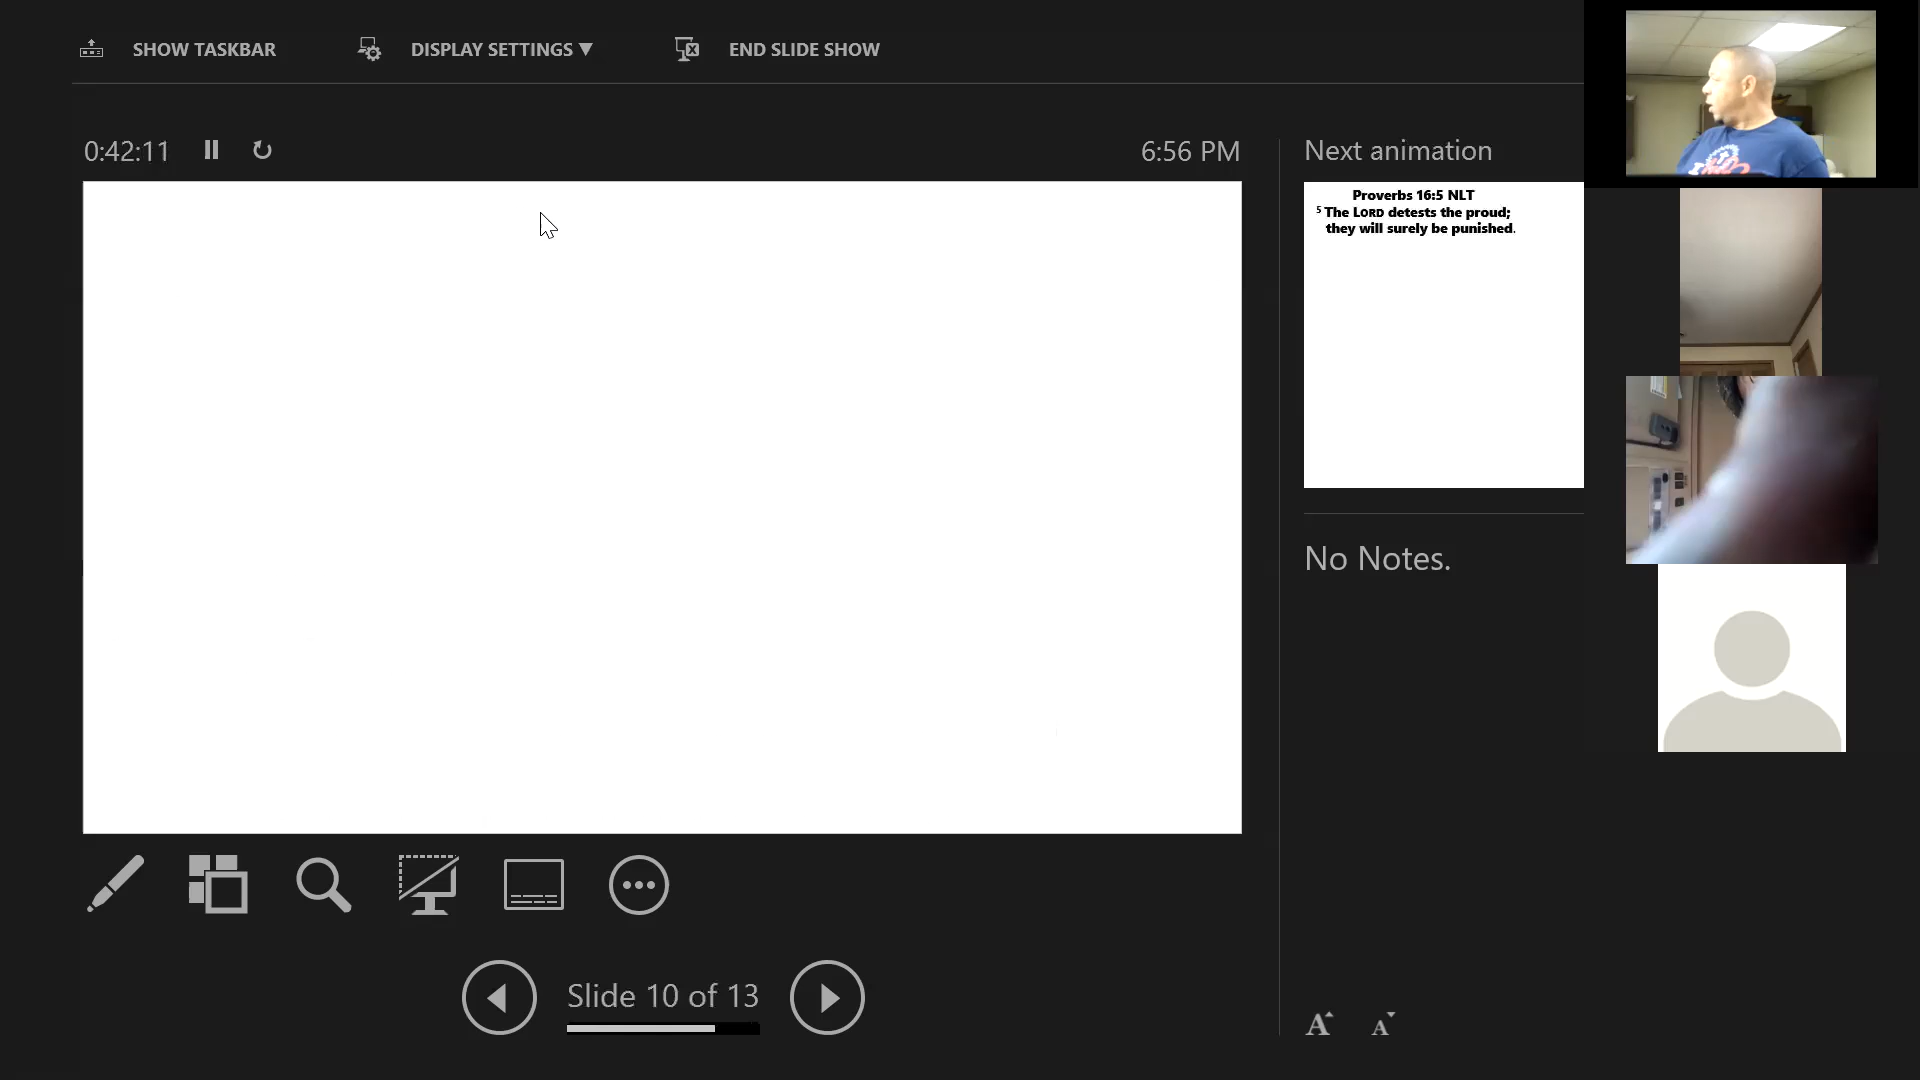 SHOW TASKBAR
DISPLAY SETTINGS ▼
END SLIDE SHOW
0:42:11
6:56 PM
Next animation
Proverbs 16:5 NLT
5 The LORD detests the proud;
they will surely be punished.
No Notes.
Slide 10 of 13
A A